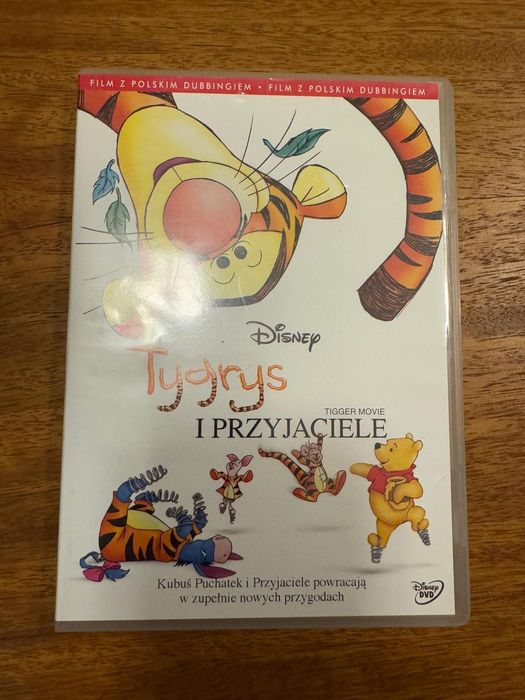 FILM Z POLSKIM DUBBINGIEM • FILM Z POLSKIM DUBBINGIEM
Disney
Tygrys
TIGGER MOVIE
I PRZYJACIELE
Kubuś Puchatek i Przyjaciele powracają
w zupełnie nowych przygodach
Disney
DVD